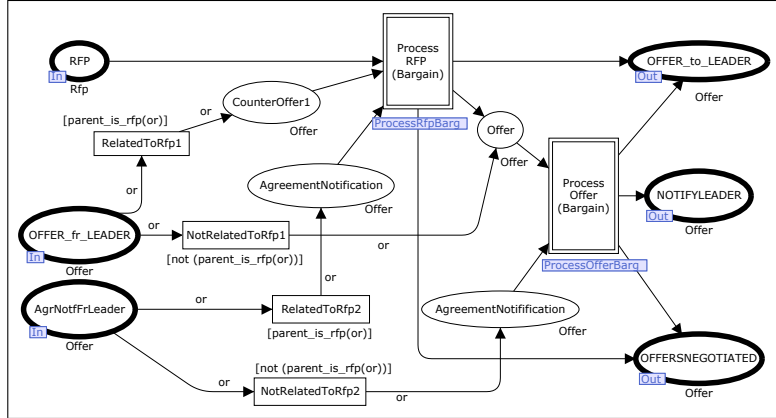 RFP
In
Rfp
Process
RFP
(Bargain)
ProcessRfpBarg
OFFER_to_LEADER
Out
Offer
or
CounterOffer1
Offer
[parent_is_rfp(or)]
RelatedToRfp1
or
or
Offer
Offer
AgreementNotification
Offer
Process
Offer
(Bargain)
ProcessOfferBarg
NOTIFYLEADER
Out
Offer
OFFER_fr_LEADER
In
Offer
or
NotRelatedToRfp1
[not (parent_is_rfp(or))]
or
or
AgrNotfFrLeader
In
Offer
or
RelatedToRfp2
[parent_is_rfp(or)]
AgreementNotifification
Offer
[not (parent_is_rfp(or))]
or
NotRelatedToRfp2
or
OFFERSNEGOTIATED
Out
Offer